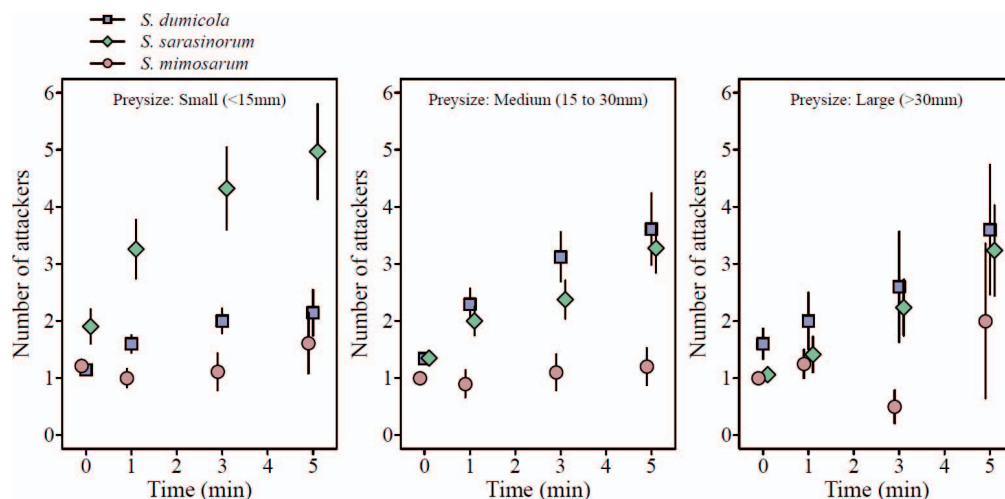 S. dumicola
S. sarasinorum
S. mimosarum
Preysize: Small (<15mm)
Number of attackers
6
5
4
3
2
1
0
0 1 2 3 4 5
Time (min)
Preysize: Medium (15 to 30mm)
Number of attackers
6
5
4
3
2
1
0
0 1 2 3 4 5
Time (min)
Preysize: Large (>30mm)
Number of attackers
6
5
4
3
2
1
0
0 1 2 3 4 5
Time (min)